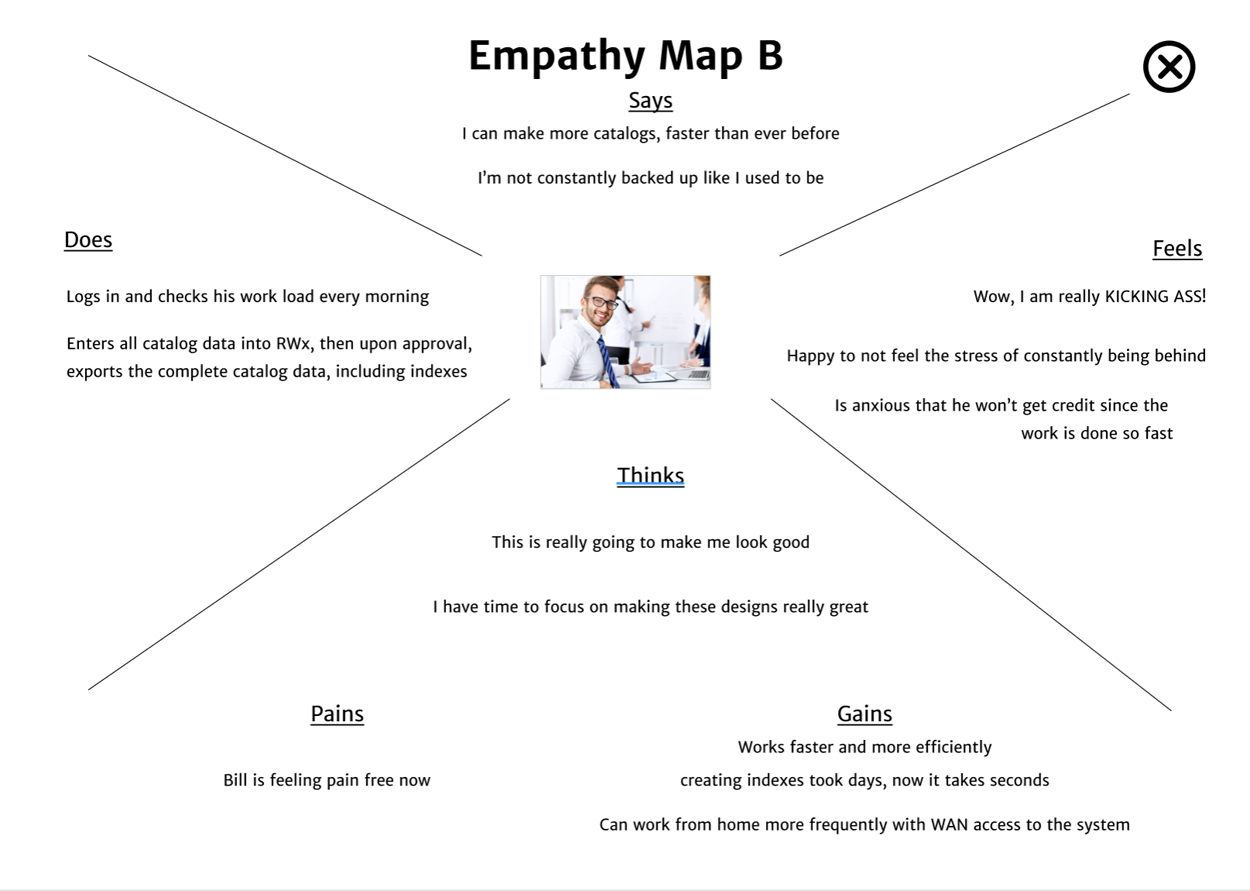 Empathy Map B
Says
I can make more catalogs, faster than ever before
I’m not constantly backed up like I used to be
Does
Logs in and checks his work load every morning
Enters all catalog data into RWx, then upon approval,
exports the complete catalog data, including indexes
Feels
Wow, I am really KICKING ASS!
Happy to not feel the stress of constantly being behind
Is anxious that he won’t get credit since the
work is done so fast
Thinks
This is really going to make me look good
I have time to focus on making these designs really great
Pains
Bill is feeling pain free now
Gains
Works faster and more efficiently
creating indexes took days, now it takes seconds
Can work from home more frequently with WAN access to the system